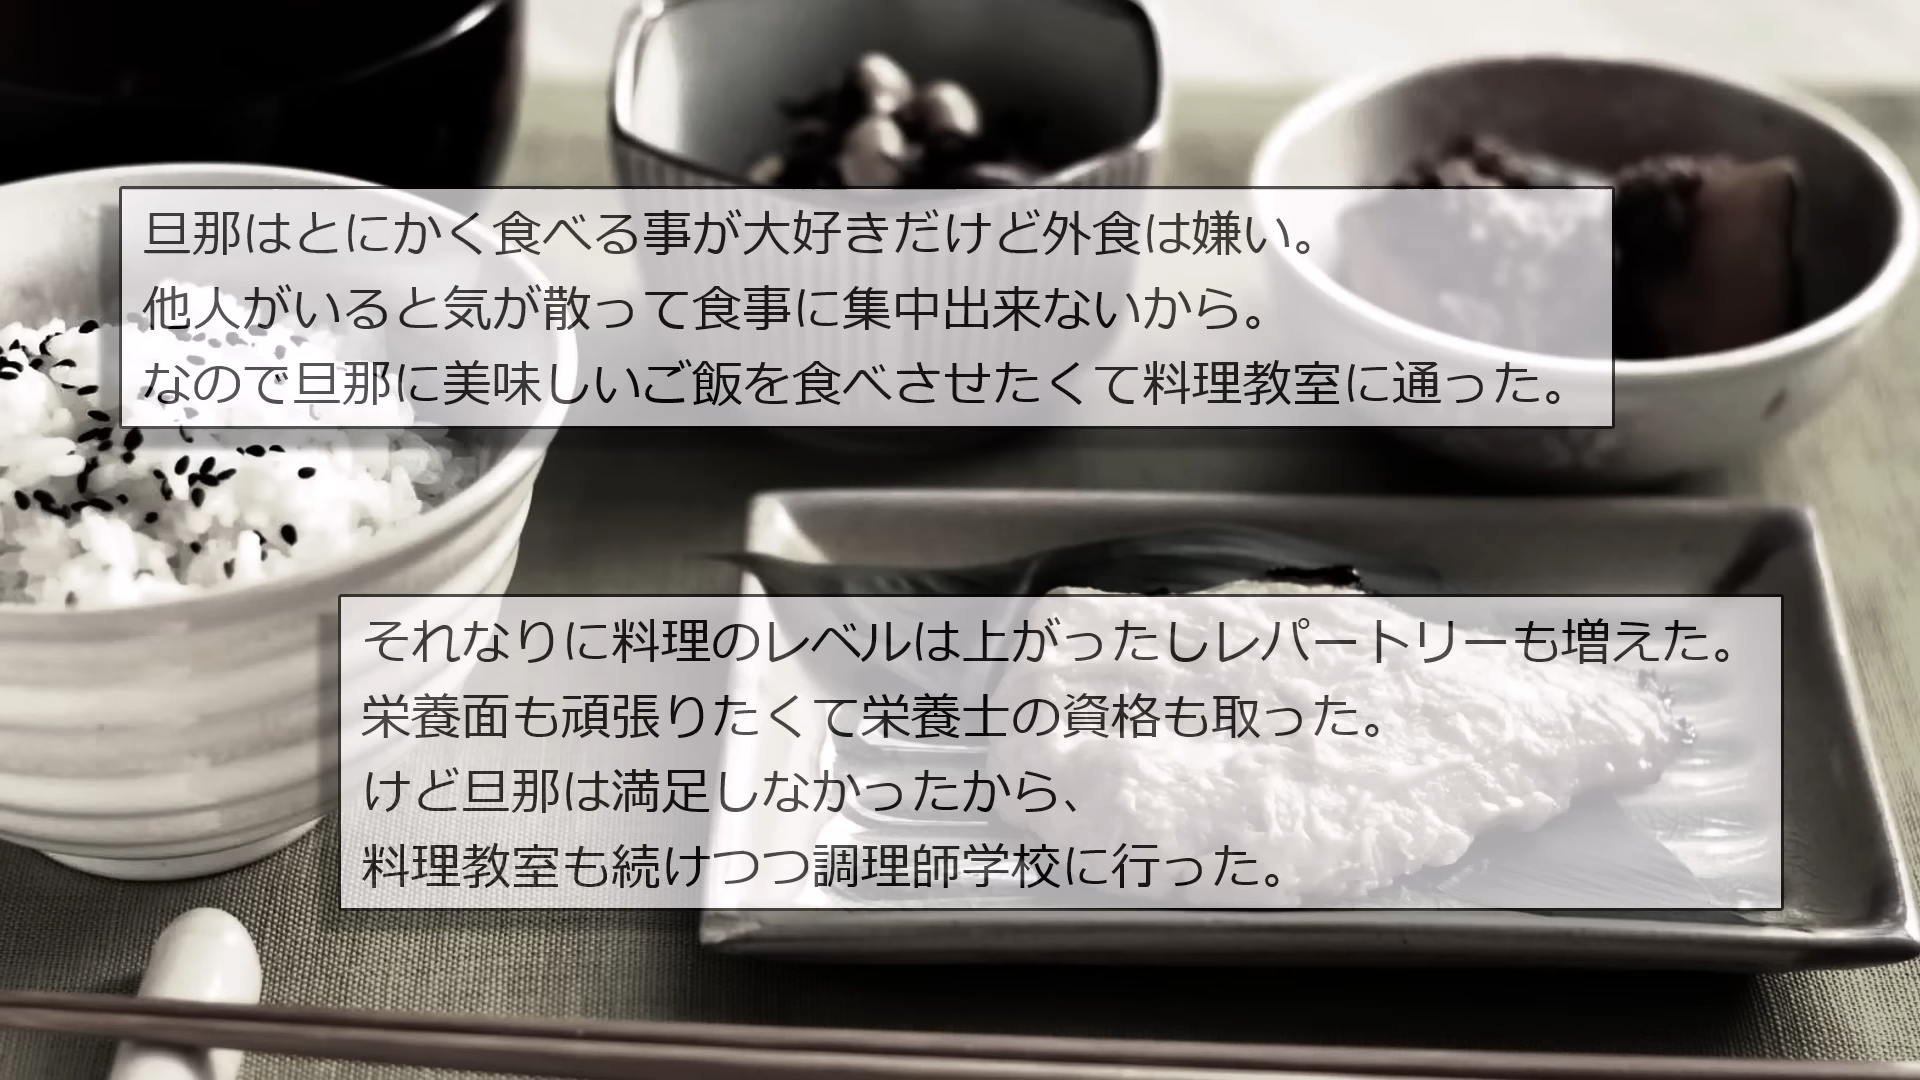 旦那はとにかく食べる事が大好きだけど外食は嫌い。
他人がいると気が散って食事に集中出来ないから。
なので旦那に美味しいご飯を食べさせたくて料理教室に通った。
それなりに料理のレベルは上がったしレパートリーも増えた。
栄養面も頑張りたくて栄養士の資格も取った。
けど旦那は満足しなかったから、
料理教室も続けつつ調理師学校に行った。